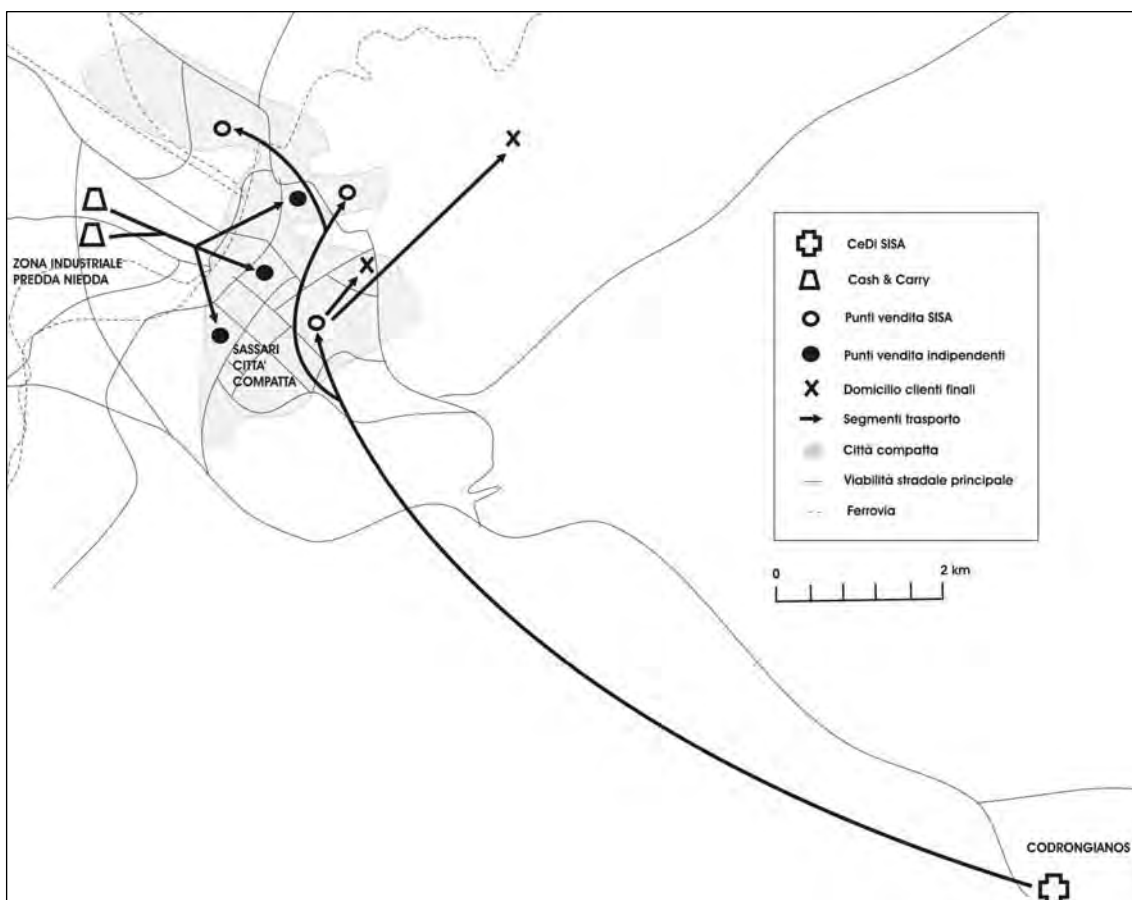 ZONA INDUSTRIALE
PREDDA NIEDDA
SASSARI
CITTA'
COMPATTA
CeDi SISA
Cash & Carry
Punti vendita SISA
Punti vendita indipendenti
Domicilio clienti finali
Segmenti trasporto
Città compatta
Viabilità stradale principale
Ferrovia
0 2 km
CODRONGIANOS